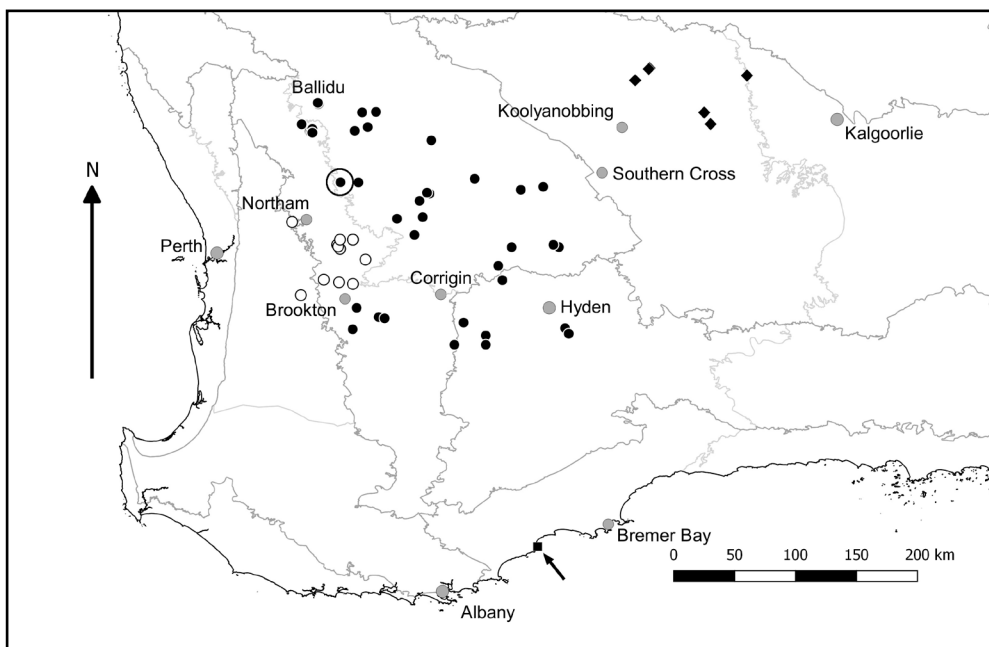 Ballidu
Koolyanobbing
Kalgoorlie
N
Southern Cross
Northam
Perth
Corrigin
Brookton
Hyden
Bremer Bay
0 50 100 150 200 km
Albany